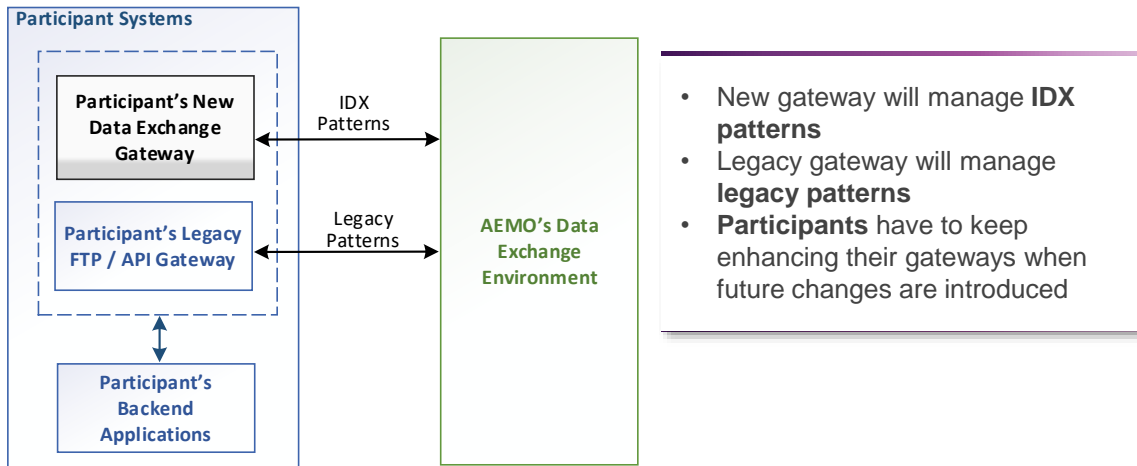 Participant Systems
Participant's New
Data Exchange
Gateway
IDX
Patterns
Participant's Legacy
FTP / API Gateway
Legacy
Patterns
Participant's
Backend
Applications
AEMO's Data
Exchange
Environment
• New gateway will manage IDX
patterns
• Legacy gateway will manage
legacy patterns
• Participants have to keep
enhancing their gateways when
future changes are introduced